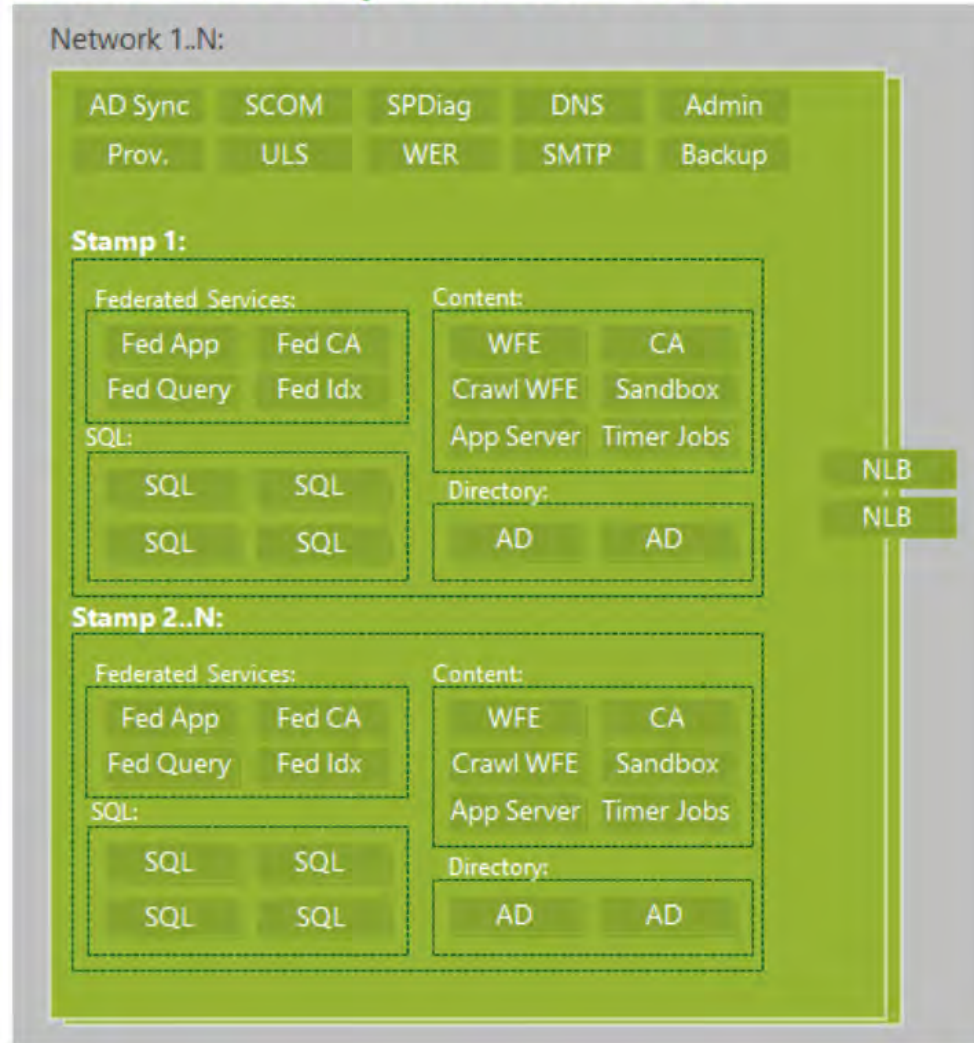 Network 1..N:
AD Sync SCOM SPDiag DNS Admin
Prov. ULS WER SMTP Backup
Stamp 1:
Federated Services:
Fed App Fed CA
Fed Query Fed Idx
SQL:
SQL SQL
SQL SQL
Content:
WFE CA
Crawl WFE Sandbox
App Server Timer Jobs
Directory:
AD AD
Stamp 2..N:
Federated Services:
Fed App Fed CA
Fed Query Fed Idx
SQL:
SQL SQL
SQL SQL
Content:
WFE CA
Crawl WFE Sandbox
App Server Timer Jobs
Directory:
AD AD
NLB
NLB